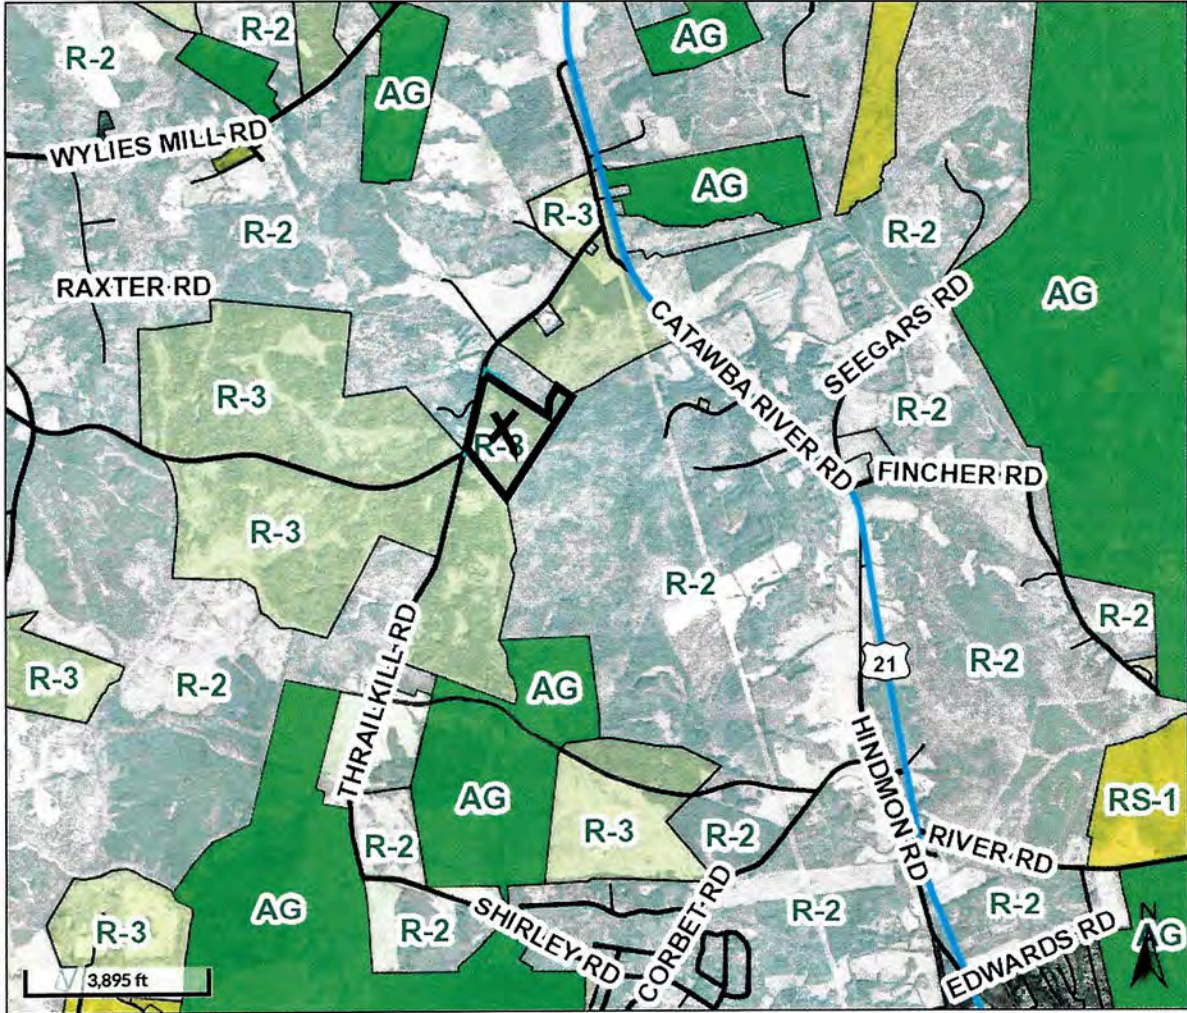 R-2
R-2
AG
AG
WYLIES MILL RD
AG
R-3
R-2
R-2
RAXTER RD
AG
CATAWBA RIVER RD
SEEGARS RD
R-3
R-2
X
R-3
FINCHER RD
R-3
R-2
R-2
THRAILKILL RD
21
R-2
R-3
R-2
AG
HINDMON RD
AG
RS-1
R-3
R-2
R-2
RIVER RD
AG
R-2
R-2
R-3
R-2
SHIRLEY RD
CORBET RD
EDWARDS RD
AG
N
3,895 ft